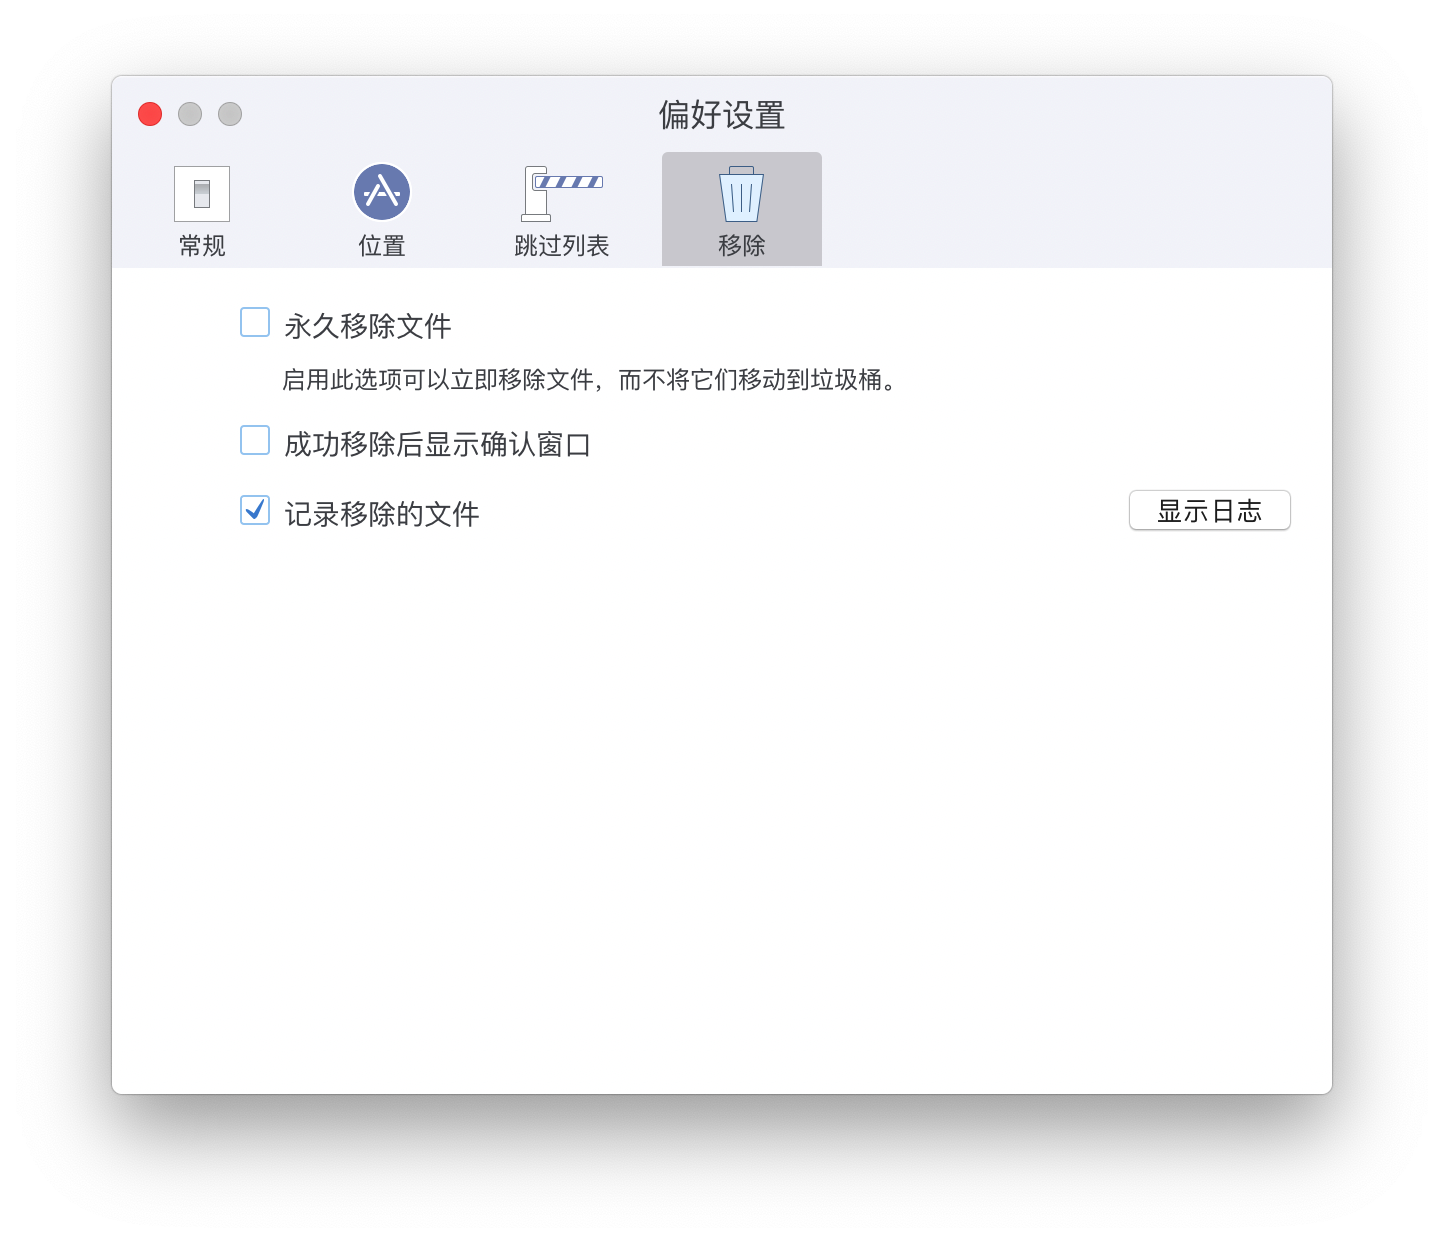 偏好设置
常规
位置
跳过列表
移除
永久移除文件
启用此选项可以立即移除文件，而不将它们移动到垃圾桶。
成功移除后显示确认窗口
记录移除的文件
显示日志